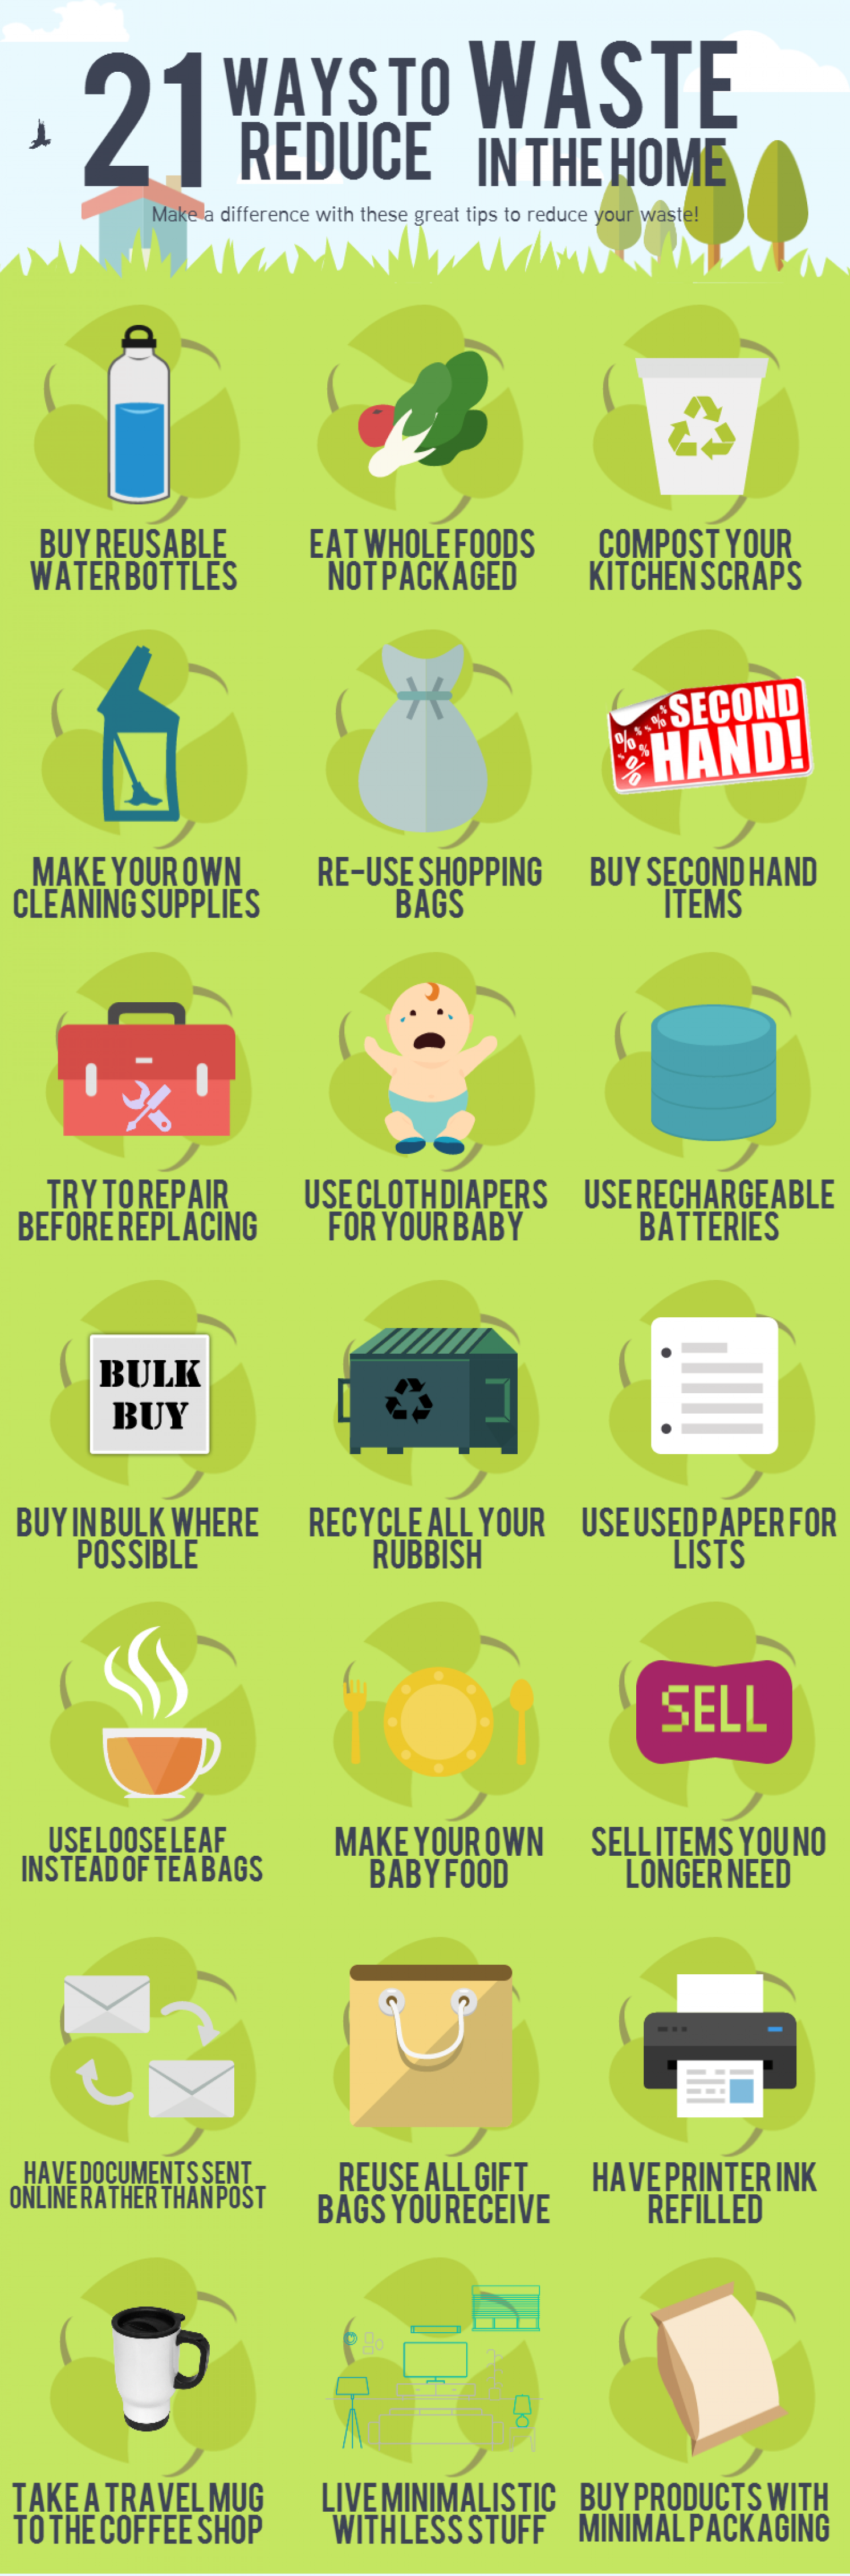 21 WAYS TO WASTE
REDUCE IN THE HOME
Make a difference with these great tips to reduce your waste!
BUY REUSABLE
WATER BOTTLES
EAT WHOLE FOODS
NOT PACKAGED
COMPOST YOUR
KITCHEN SCRAPS
SECOND
HAND!
% % % % % %
MAKE YOUR OWN
CLEANING SUPPLIES
RE-USE SHOPPING
BAGS
BUY SECOND HAND
ITEMS
TRY TO REPAIR
BEFORE REPLACING
USE CLOTH DIAPERS
FOR YOUR BABY
USE RECHARGEABLE
BATTERIES
BULK
BUY
BUY IN BULK WHERE
POSSIBLE
RECYCLE ALL YOUR
RUBBISH
USE USED PAPER FOR
LISTS
SELL
USE LOOSE LEAF
INSTEAD OF TEA BAGS
MAKE YOUR OWN
BABY FOOD
SELL ITEMS YOU NO
LONGER NEED
HAVE DOCUMENTS SENT
ONLINE RATHER THAN POST
REUSE ALL GIFT
BAGS YOU RECEIVE
HAVE PRINTER INK
REFILLED
TAKE A TRAVEL MUG
TO THE COFFEE SHOP
LIVE MINIMALISTIC
WITH LESS STUFF
BUY PRODUCTS WITH
MINIMAL PACKAGING